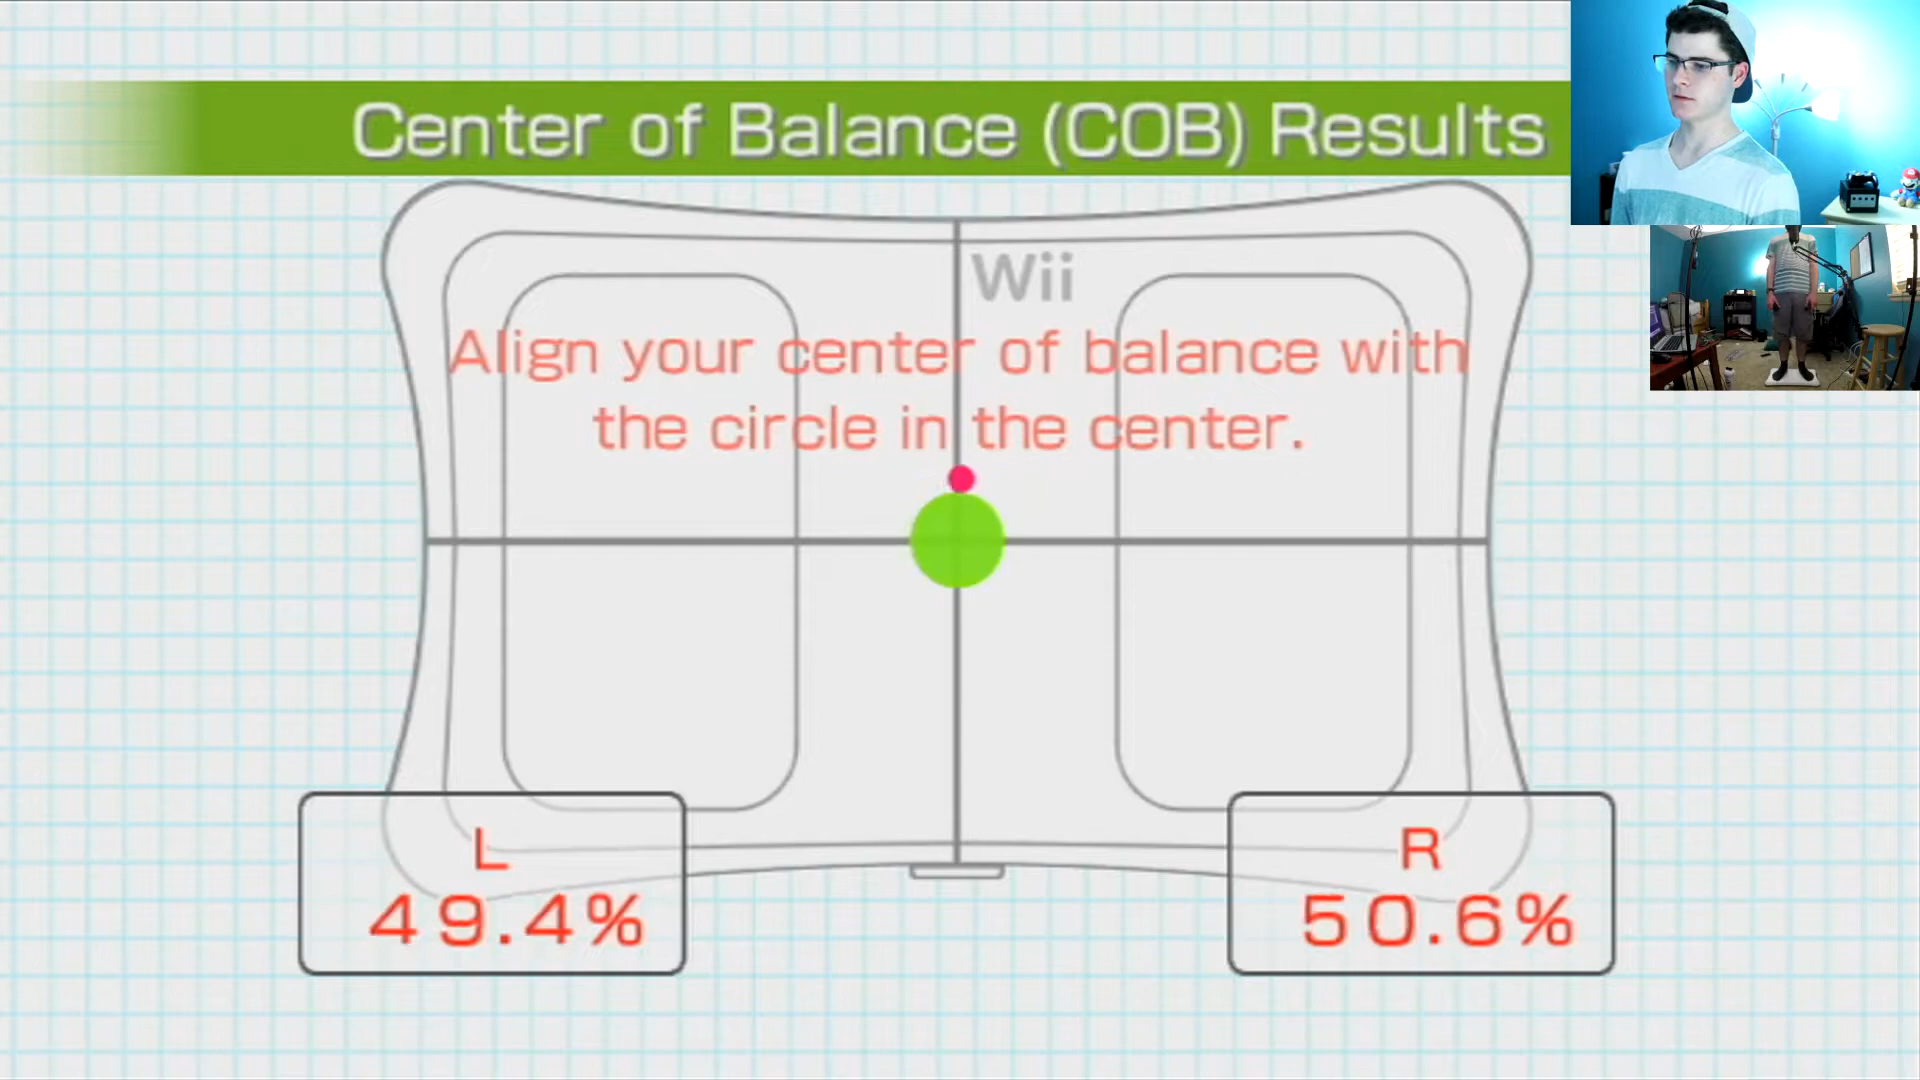 Center of Balance (COB) Results
Wii
Align your center of balance with
the circle in the center.
L
49.4%
R
50.6%